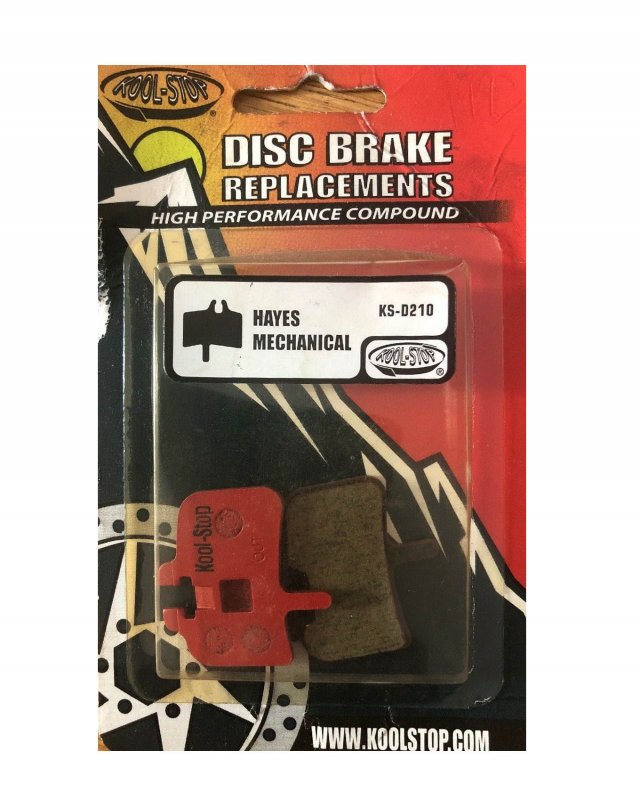 KOOL-STOP
®
DISC BRAKE
REPLACEMENTS
HIGH PERFORMANCE COMPOUND
HAYES
MECHANICAL
KS-D210
KOOL-STOP
®
Kool-Stop
OUT
WWW.KOOLSTOP.COM